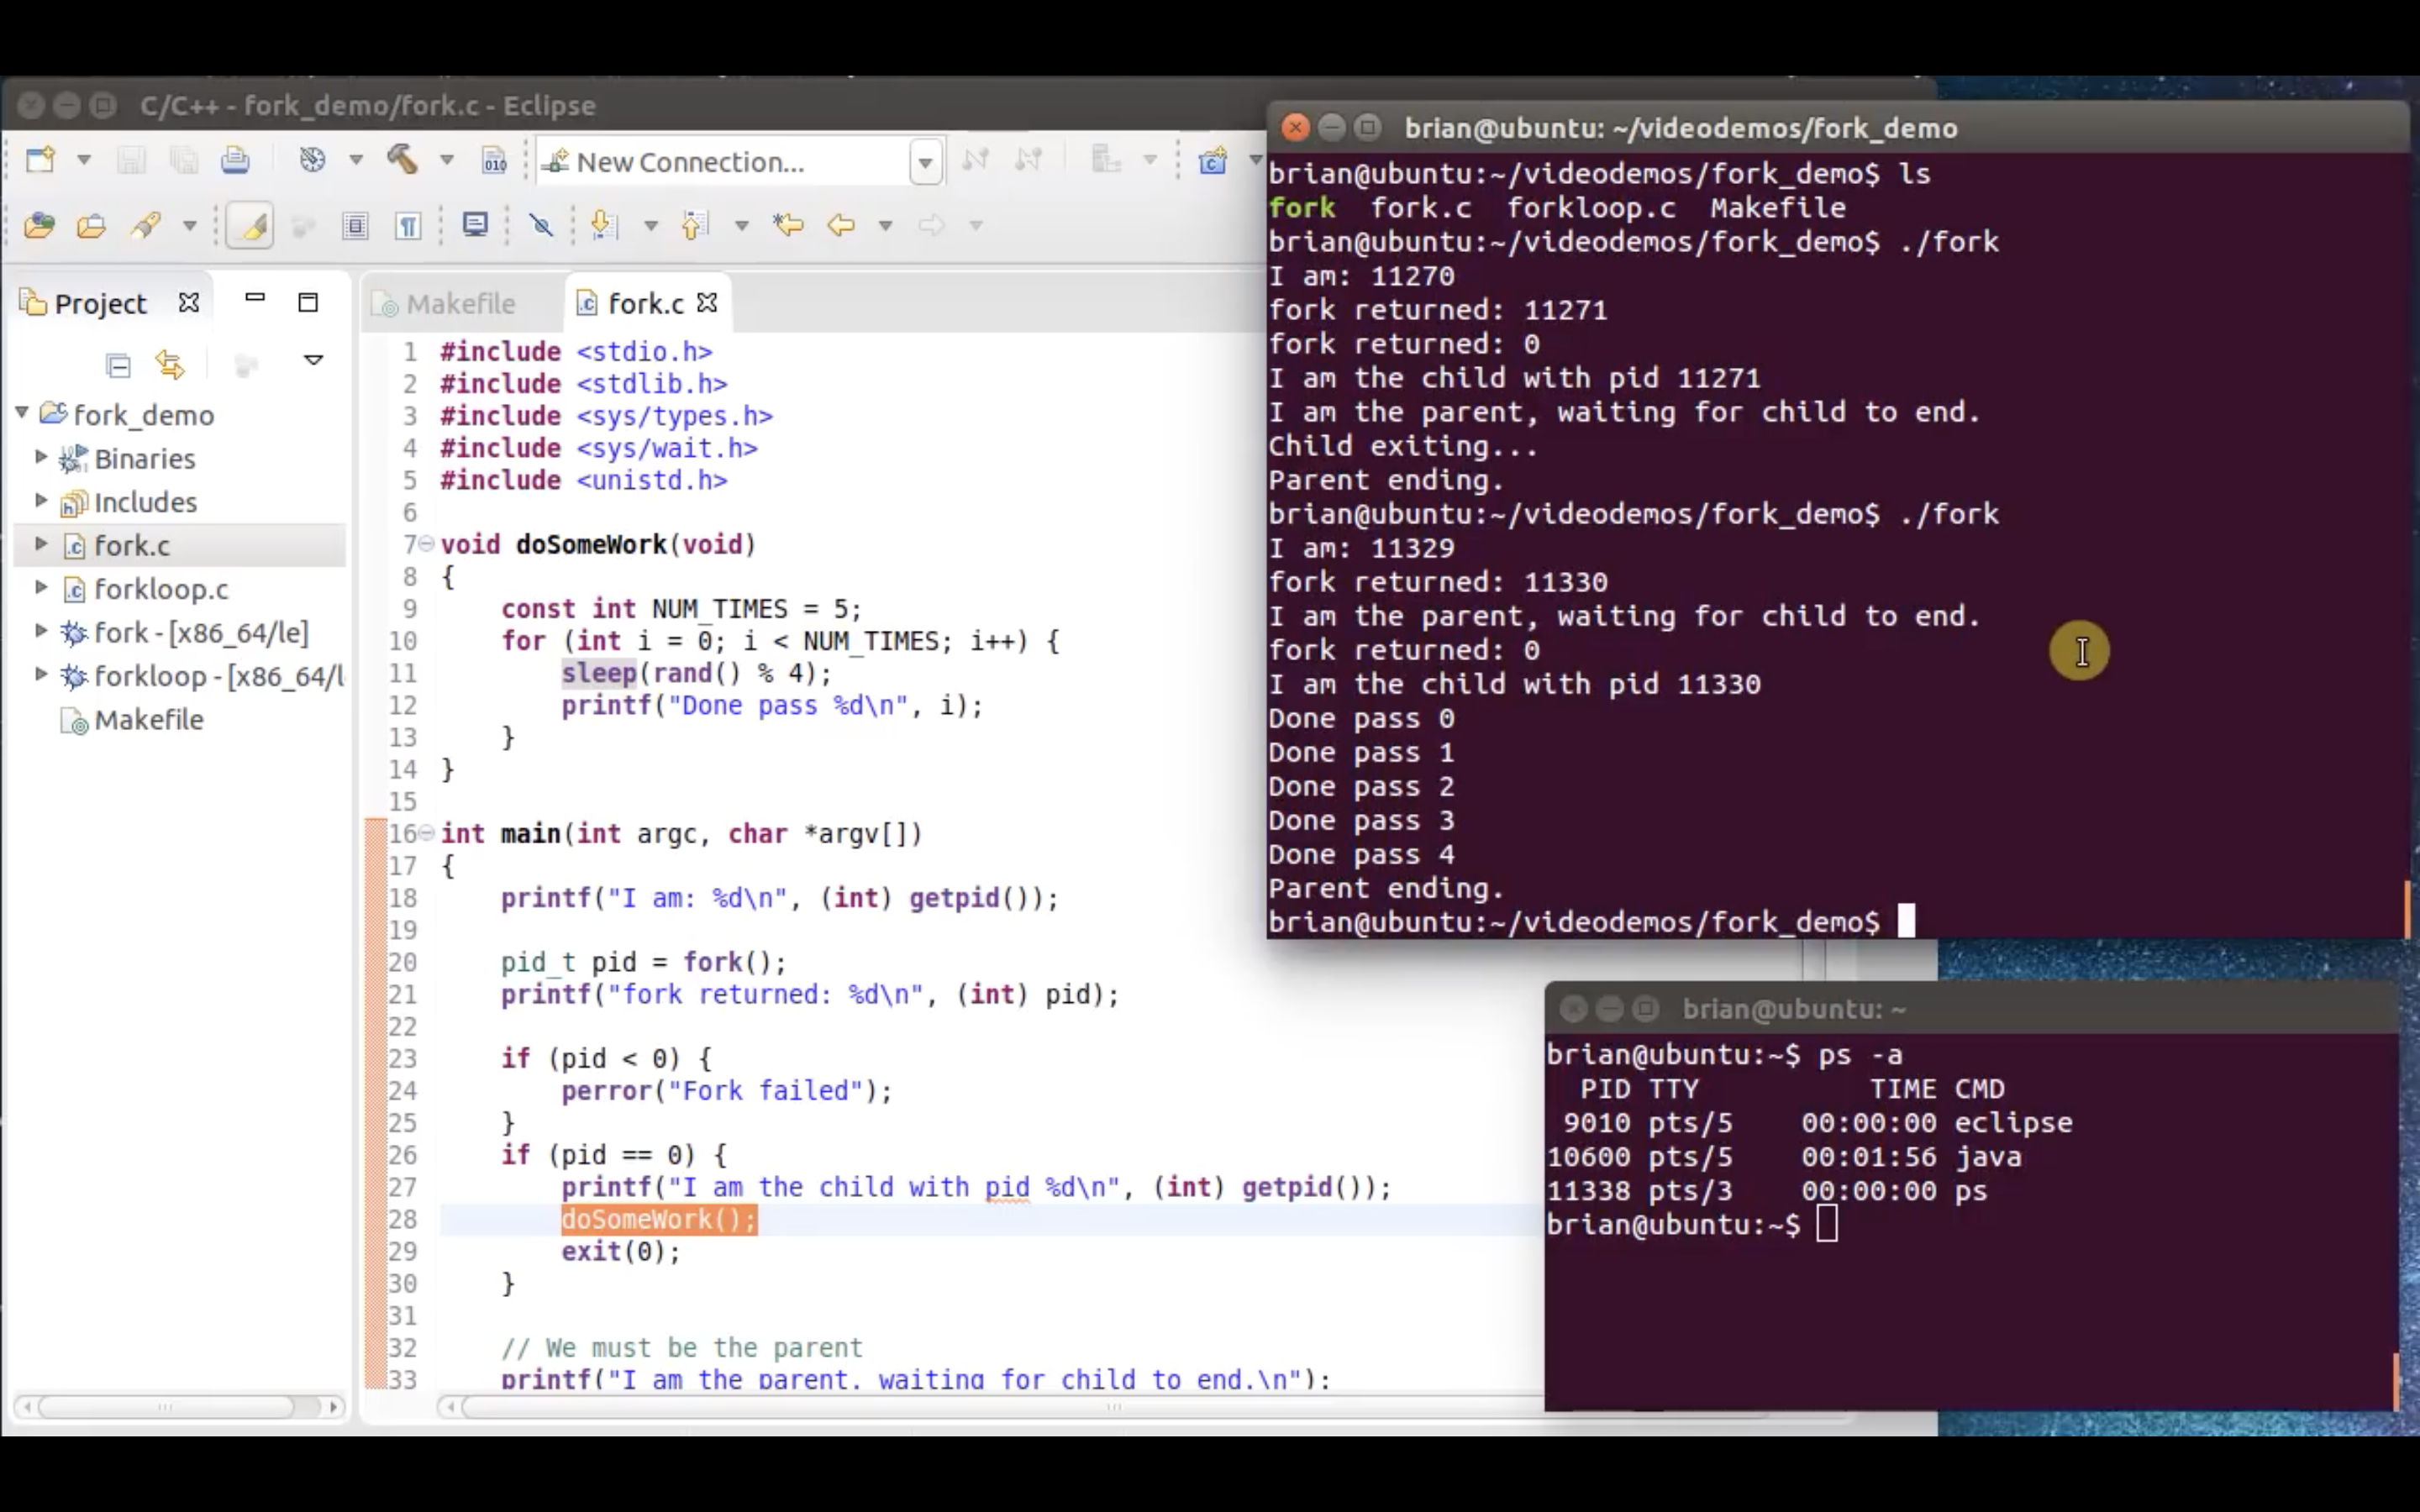 C/C++ - fork_demo/fork.c - Eclipse
010
New Connection...
Project
fork_demo
Binaries
Includes
fork.c
forkloop.c
fork - [x86_64/le]
forkloop - [x86_64/l
Makefile
Makefile
fork.c
1 #include <stdio.h>
2 #include <stdlib.h>
3 #include <sys/types.h>
4 #include <sys/wait.h>
5 #include <unistd.h>
6
7 void doSomeWork(void)
8 {
9 const int NUM_TIMES = 5;
10 for (int i = 0; i < NUM_TIMES; i++) {
11 sleep(rand() % 4);
12 printf("Done pass %d\n", i);
13 }
14 }
15
16 int main(int argc, char *argv[])
17 {
18 printf("I am: %d\n", (int) getpid());
19
20 pid_t pid = fork();
21 printf("fork returned: %d\n", (int) pid);
22
23 if (pid < 0) {
24 perror("Fork failed");
25 }
26 if (pid == 0) {
27 printf("I am the child with pid %d\n", (int) getpid());
28 doSomeWork();
29 exit(0);
30 }
31
32 // We must be the parent
33 printf("I am the parent, waiting for child to end.\n");
brian@ubuntu: ~/videodemos/fork_demo
brian@ubuntu:~/videodemos/fork_demo$ ls
fork fork.c forkloop.c Makefile
brian@ubuntu:~/videodemos/fork_demo$ ./fork
I am: 11270
fork returned: 11271
fork returned: 0
I am the child with pid 11271
I am the parent, waiting for child to end.
Child exiting...
Parent ending.
brian@ubuntu:~/videodemos/fork_demo$ ./fork
I am: 11329
fork returned: 11330
I am the parent, waiting for child to end.
fork returned: 0
I am the child with pid 11330
Done pass 0
Done pass 1
Done pass 2
Done pass 3
Done pass 4
Parent ending.
brian@ubuntu:~/videodemos/fork_demo$
brian@ubuntu: ~
brian@ubuntu:~$ ps -a
PID TTY TIME CMD
9010 pts/5 00:00:00 eclipse
10600 pts/5 00:01:56 java
11338 pts/3 00:00:00 ps
brian@ubuntu:~$